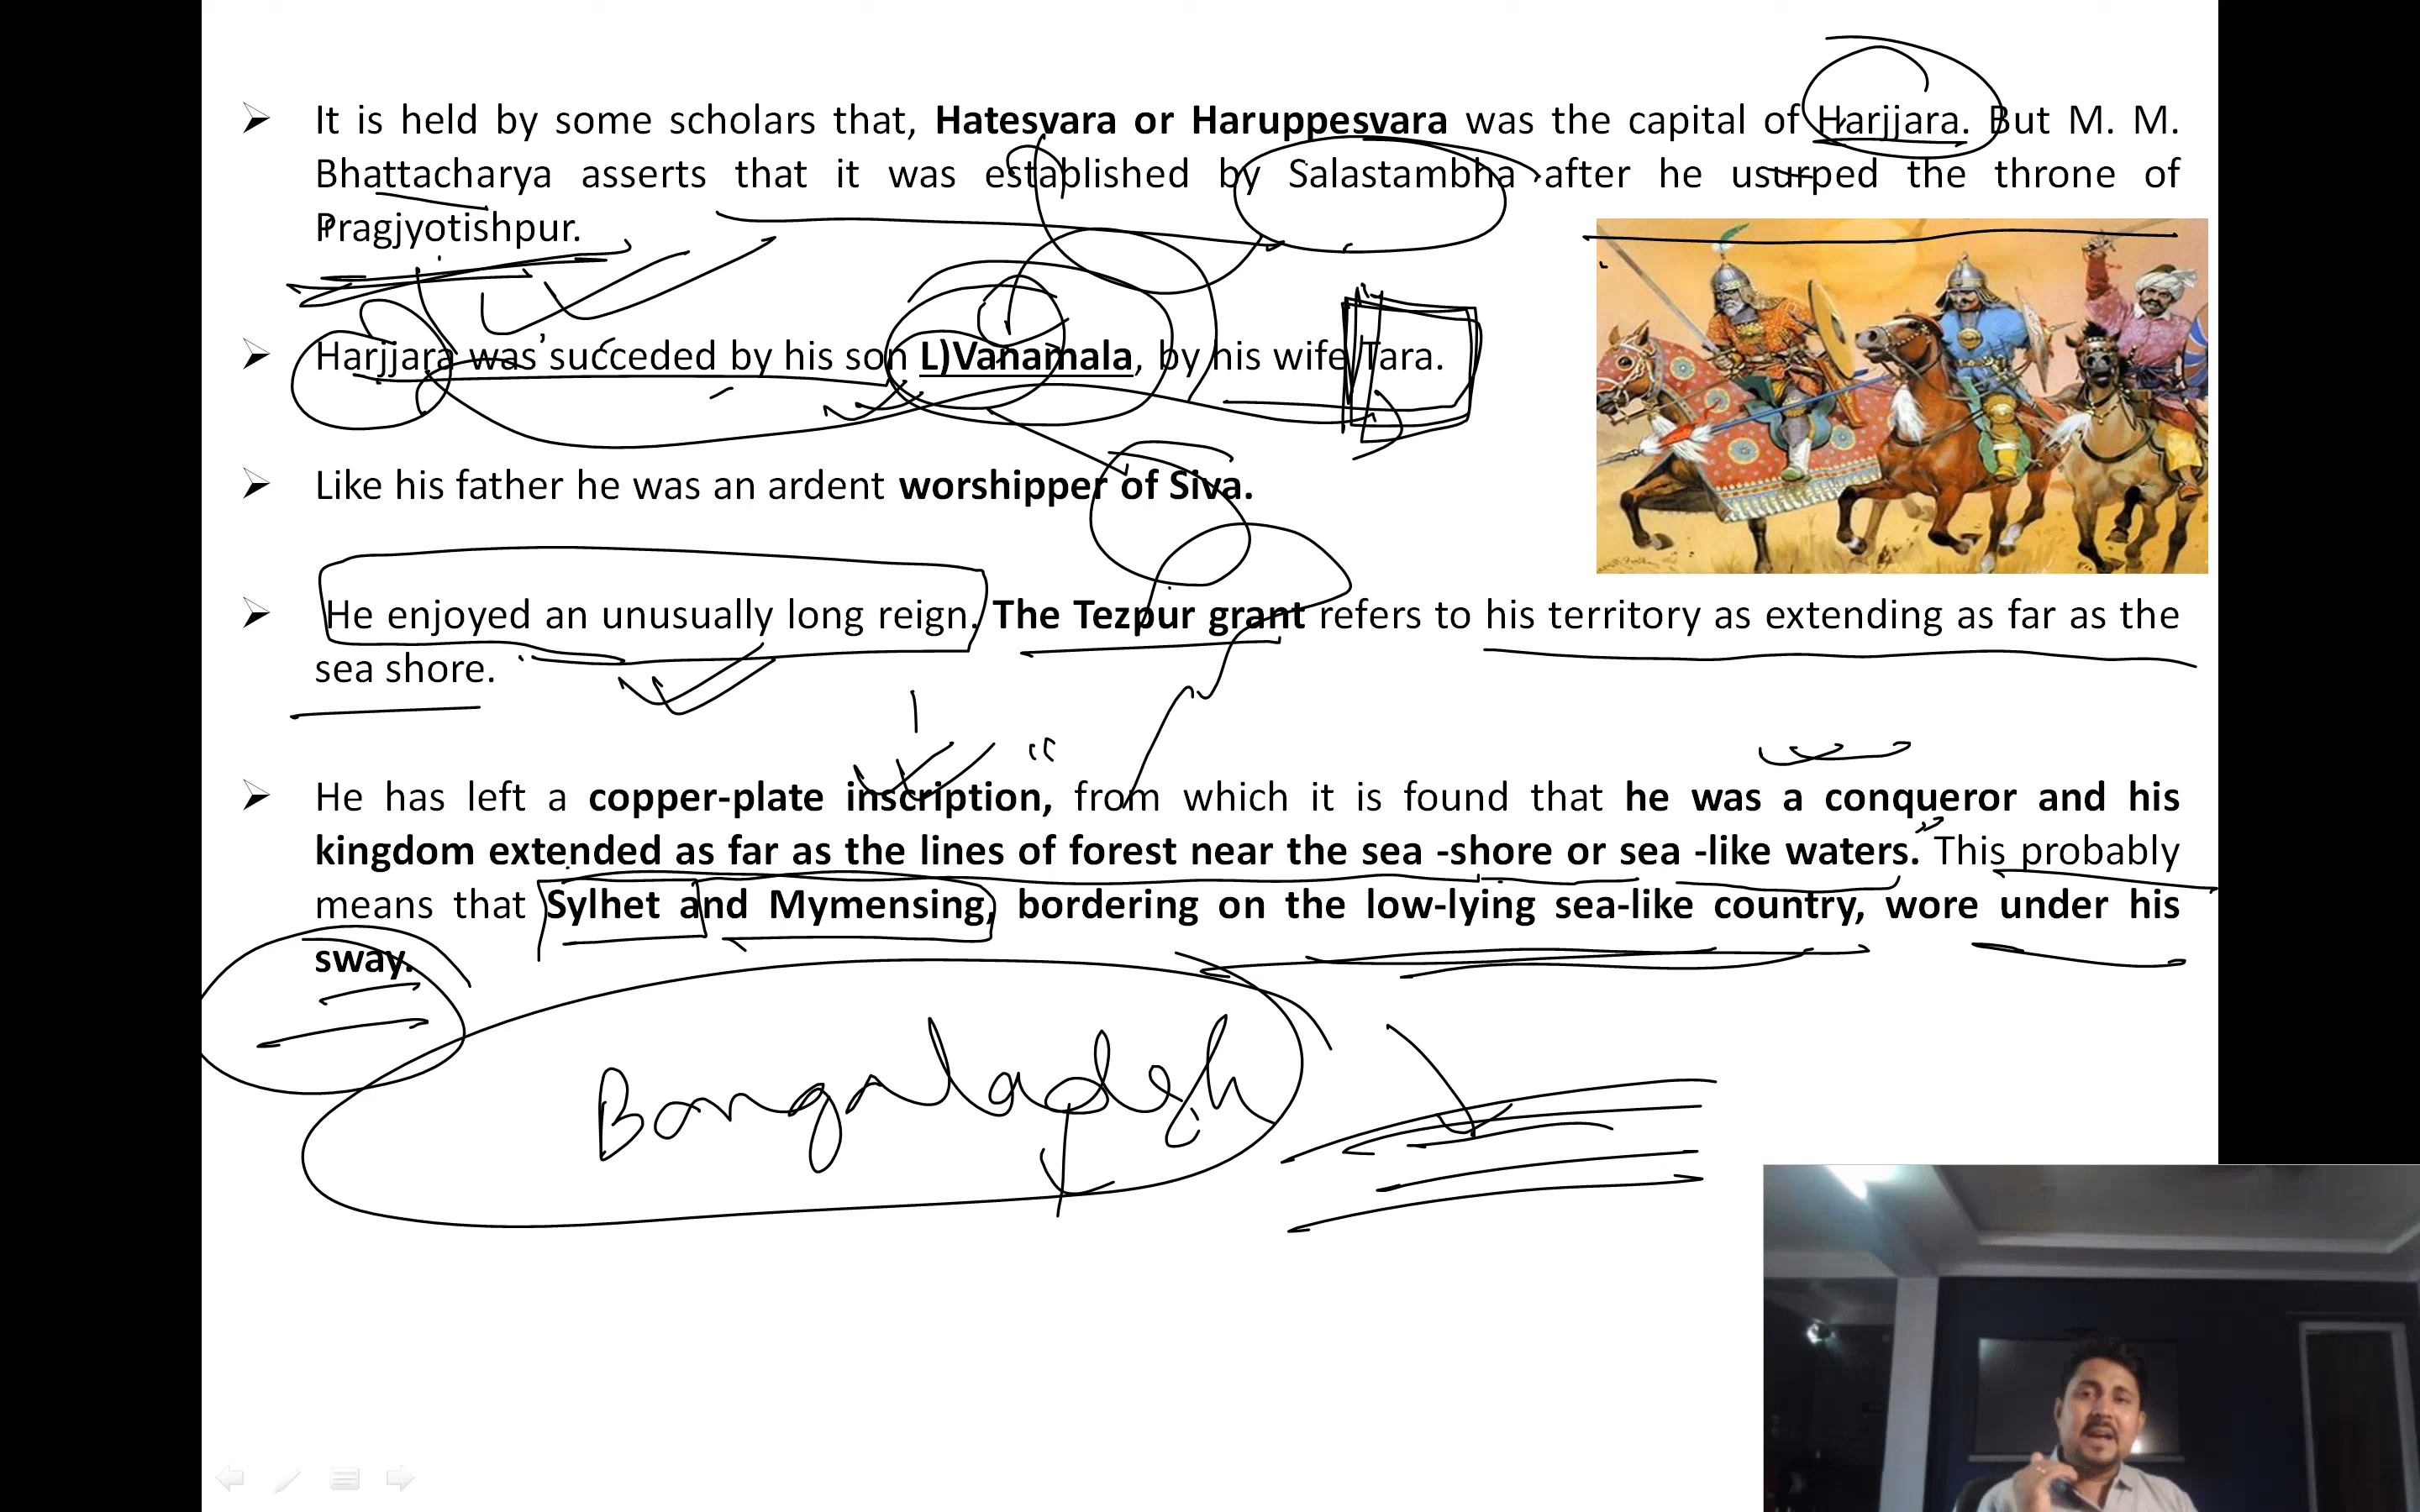 ➢ It is held by some scholars that, Hatesvara or Haruppesvara was the capital of Harjjara. But M. M.
Bhattacharya asserts that it was established by Salastambha after he usurped the throne of
Pragjyotishpur.
➢ Harjjara was succeded by his son L)Vanamala, by his wife Tara.
➢ Like his father he was an ardent worshipper of Siva.
➢ He enjoyed an unusually long reign. The Tezpur grant refers to his territory as extending as far as the
sea shore.
➢ He has left a copper-plate inscription, from which it is found that he was a conqueror and his
kingdom extended as far as the lines of forest near the sea -shore or sea -like waters. This probably
means that Sylhet and Mymensing, bordering on the low-lying sea-like country, wore under his
sway.
Bangaladesh